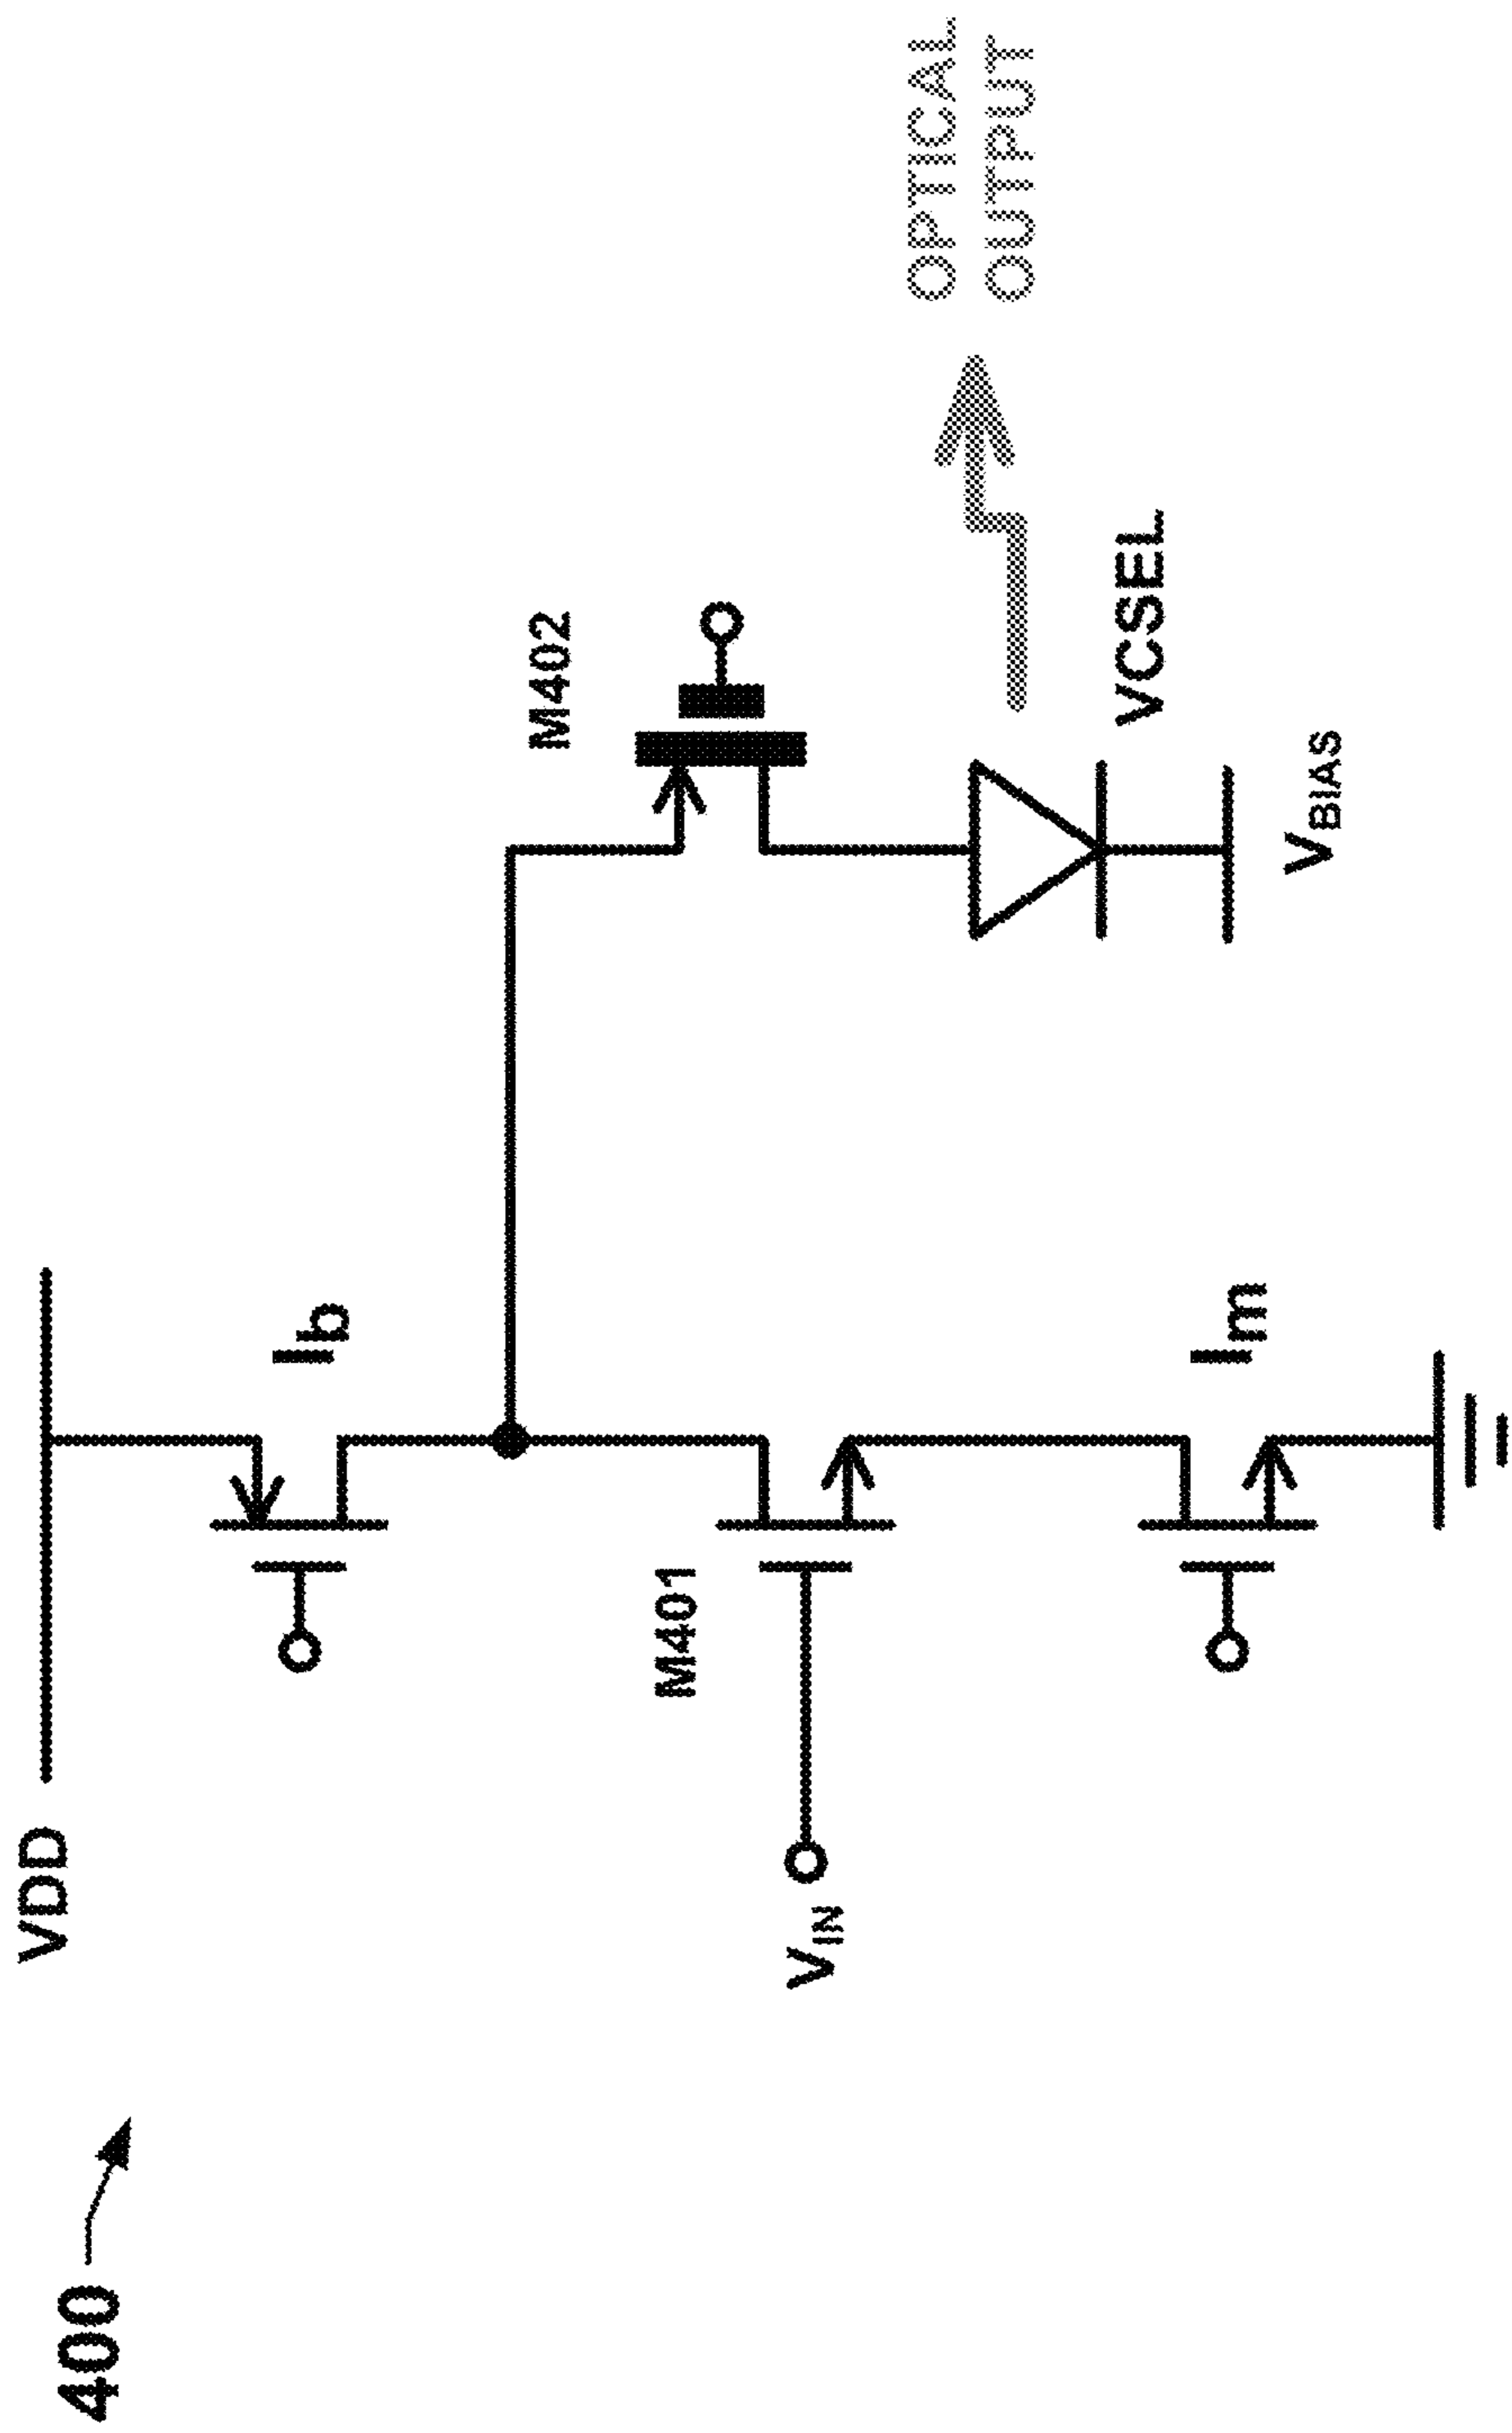 400
VDD
Ib
M402
M401
VIN
OPTICAL
OUTPUT
VCSEL
Im
VBIAS